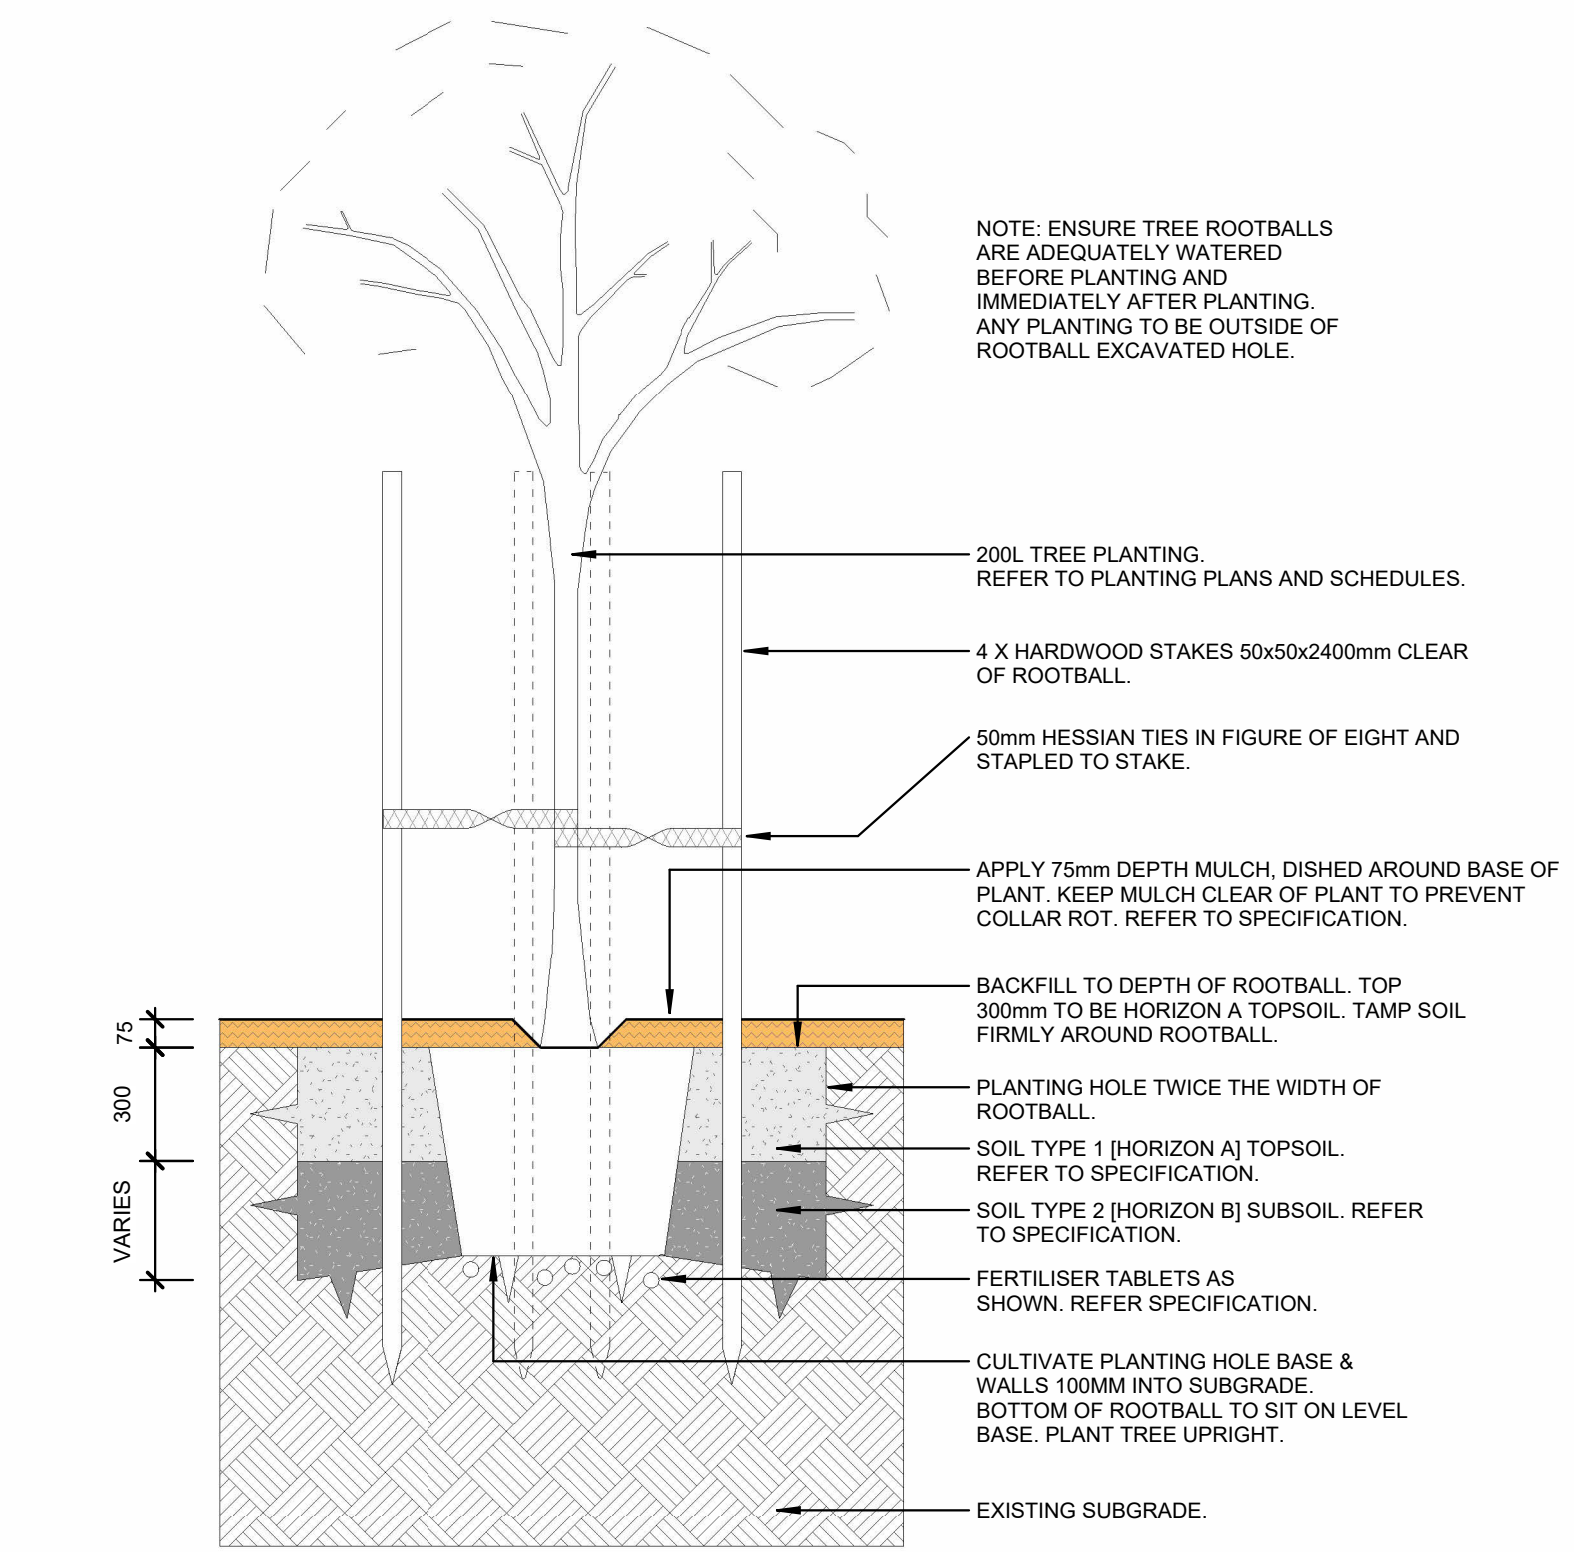 NOTE: ENSURE TREE ROOTBALLS
ARE ADEQUATELY WATERED
BEFORE PLANTING AND
IMMEDIATELY AFTER PLANTING.
ANY PLANTING TO BE OUTSIDE OF
ROOTBALL EXCAVATED HOLE.
200L TREE PLANTING.
REFER TO PLANTING PLANS AND SCHEDULES.
4 X HARDWOOD STAKES 50x50x2400mm CLEAR
OF ROOTBALL.
50mm HESSIAN TIES IN FIGURE OF EIGHT AND
STAPLED TO STAKE.
APPLY 75mm DEPTH MULCH, DISHED AROUND BASE OF
PLANT. KEEP MULCH CLEAR OF PLANT TO PREVENT
COLLAR ROT. REFER TO SPECIFICATION.
BACKFILL TO DEPTH OF ROOTBALL. TOP
300mm TO BE HORIZON A TOPSOIL. TAMP SOIL
FIRMLY AROUND ROOTBALL.
PLANTING HOLE TWICE THE WIDTH OF
ROOTBALL.
SOIL TYPE 1 [HORIZON A] TOPSOIL.
REFER TO SPECIFICATION.
SOIL TYPE 2 [HORIZON B] SUBSOIL. REFER
TO SPECIFICATION.
FERTILISER TABLETS AS
SHOWN. REFER SPECIFICATION.
CULTIVATE PLANTING HOLE BASE &
WALLS 100MM INTO SUBGRADE.
BOTTOM OF ROOTBALL TO SIT ON LEVEL
BASE. PLANT TREE UPRIGHT.
EXISTING SUBGRADE.
75
300
VARIES